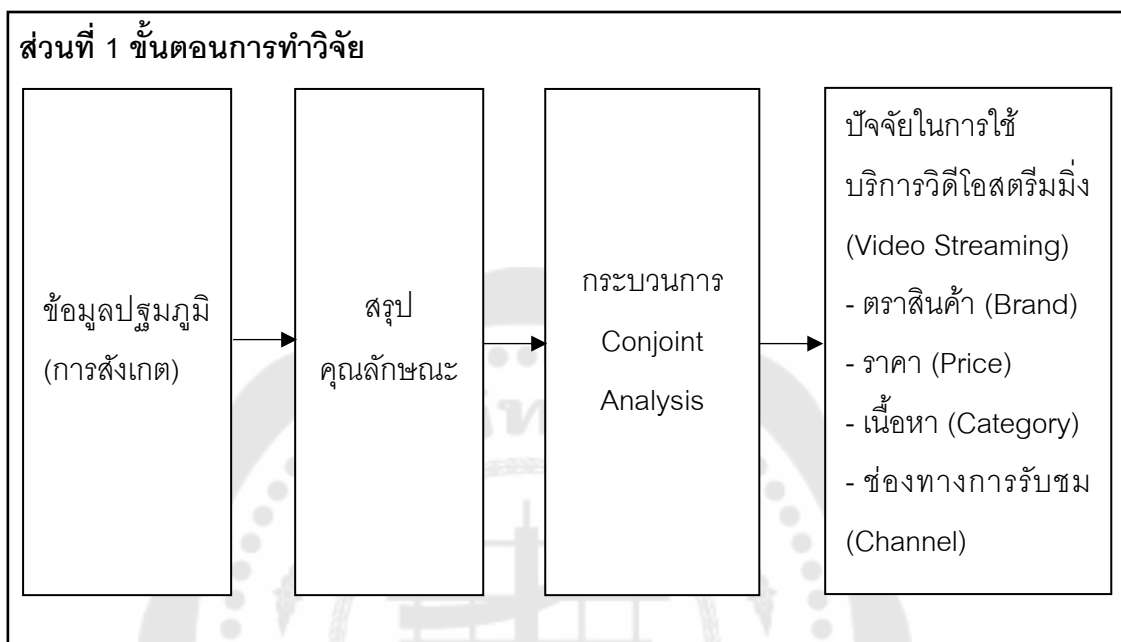 ส่วนที่ 1 ขั้นตอนการทำวิจัย
ข้อมูลปฐมภูมิ
(การสังเกต)
สรุป
คุณลักษณะ
กระบวนการ
Conjoint
Analysis
ปัจจัยในการใช้
บริการวิดีโอสตรีมมิ่ง
(Video Streaming)
- ตราสินค้า (Brand)
- ราคา (Price)
- เนื้อหา (Category)
- ช่องทางการรับชม
(Channel)